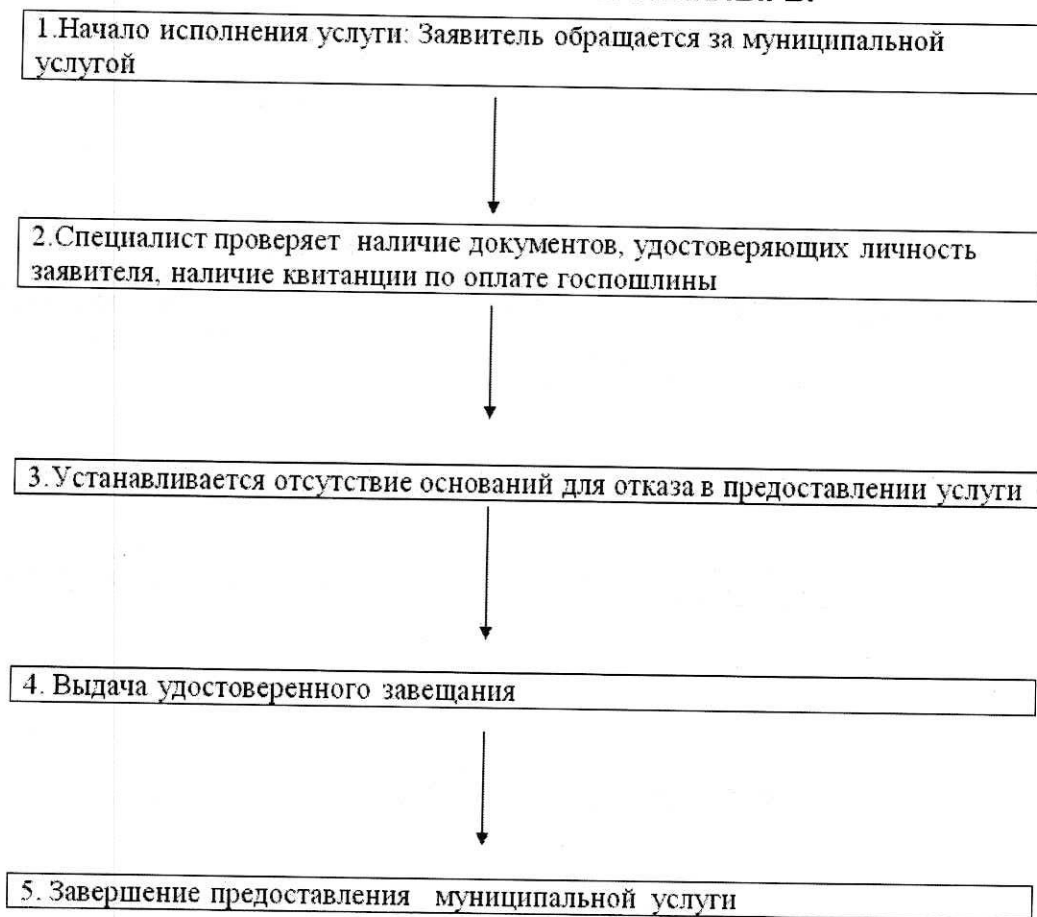 1.Начало исполнения услуги: Заявитель обращается за муниципальной
услугой
2.Специалист проверяет наличие документов, удостоверяющих личность
заявителя, наличие квитанции по оплате госпошлины
3.Устанавливается отсутствие оснований для отказа в предоставлении услуги
4. Выдача удостоверенного завещания
5. Завершение предоставления муниципальной услуги